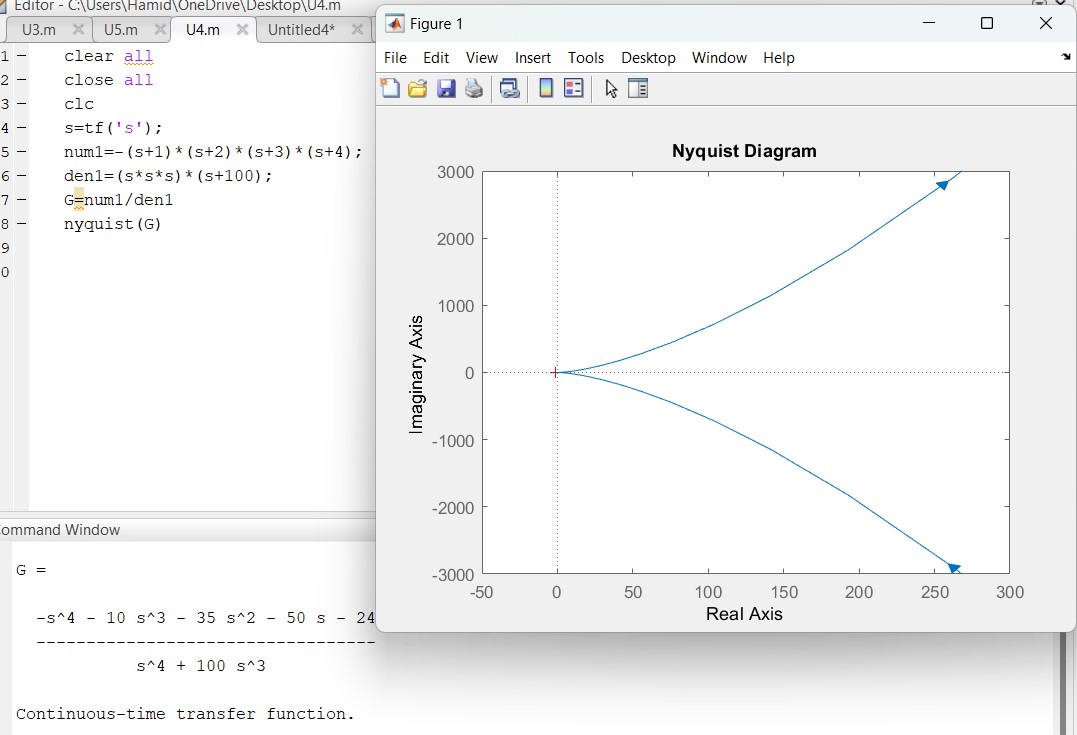 Editor - C:\Users\Hamid\OneDrive\Desktop\U4.m
U3.m U5.m U4.m Untitled4*
1 clear all
2 close all
3 clc
4 s=tf('s');
5 num1=-(s+1)*(s+2)*(s+3)*(s+4);
6 den1=(s*s*s)*(s+100);
7 G=num1/den1
8 nyquist(G)
9
0
Figure 1
File Edit View Insert Tools Desktop Window Help
Nyquist Diagram
3000
2000
1000
0
-1000
-2000
-3000
Imaginary Axis
-50 0 50 100 150 200 250 300
Real Axis
ommand Window
G =
-s^4 - 10 s^3 - 35 s^2 - 50 s - 24
----------------------------------
s^4 + 100 s^3
Continuous-time transfer function.